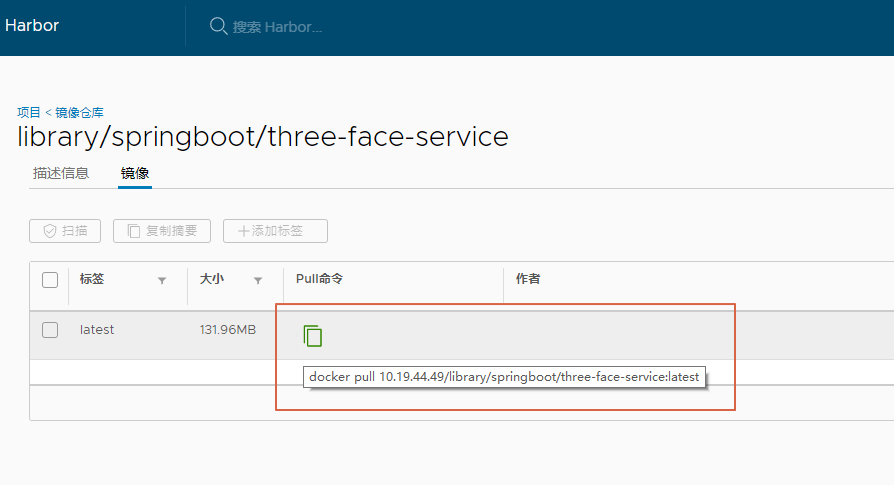 Harbor
搜索 Harbor...
项目 < 镜像仓库
library/springboot/three-face-service
描述信息 镜像
扫描 复制摘要 +添加标签
标签 大小 Pull命令 作者
latest 131.96MB
docker pull 10.19.44.49/library/springboot/three-face-service:latest